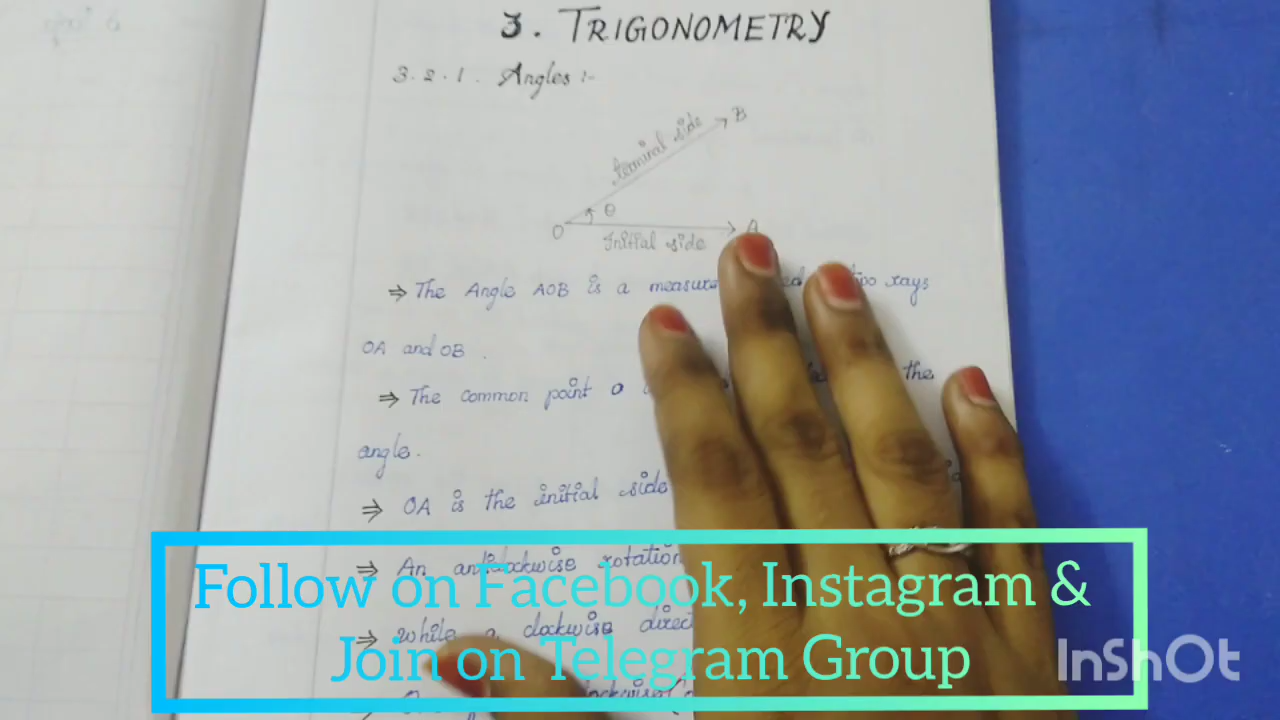 3. TRIGONOMETRY
3.2.1. Angles :-
B
terminal side
θ
O
A
Initial side
⇒ The Angle AOB is a measure two rays
OA and OB .
⇒ The common point O the
angle.
⇒ OA is the initial side
⇒ An anticlockwise rotation
⇒ while a clockwise
Follow on Facebook, Instagram &
Join on Telegram Group
InShOt